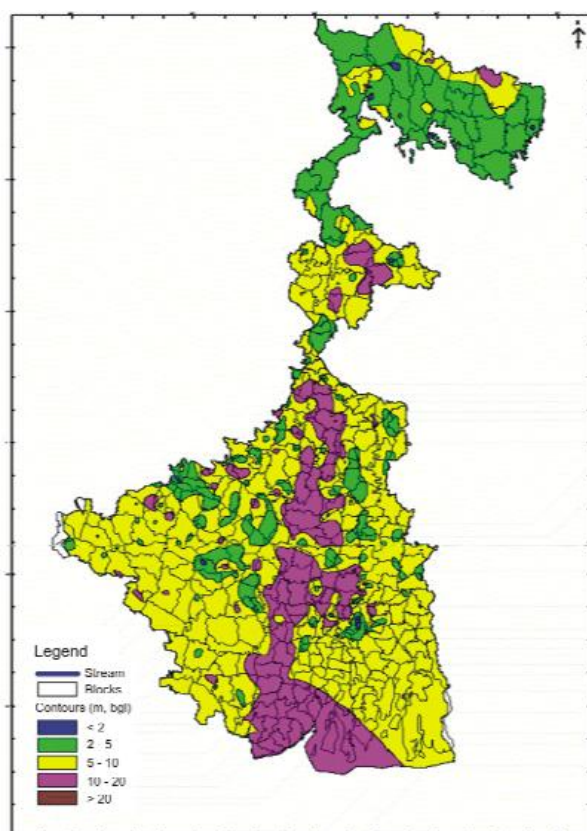 Legend
Stream
Blocks
Contours (m, bgl)
< 2
2 - 5
5 - 10
10 - 20
> 20